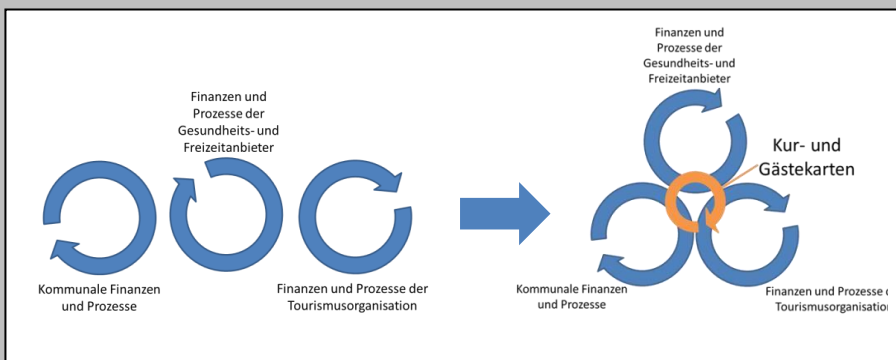 Finanzen und
Prozesse der
Gesundheits- und
Freizeitanbieter
Kommunale Finanzen
und Prozesse
Finanzen und Prozesse der
Tourismusorganisation
Finanzen und
Prozesse der
Gesundheits- und
Freizeitanbieter
Kur- und
Gästekarten
Kommunale Finanzen
und Prozesse
Finanzen und Prozesse
Tourismusorganisation